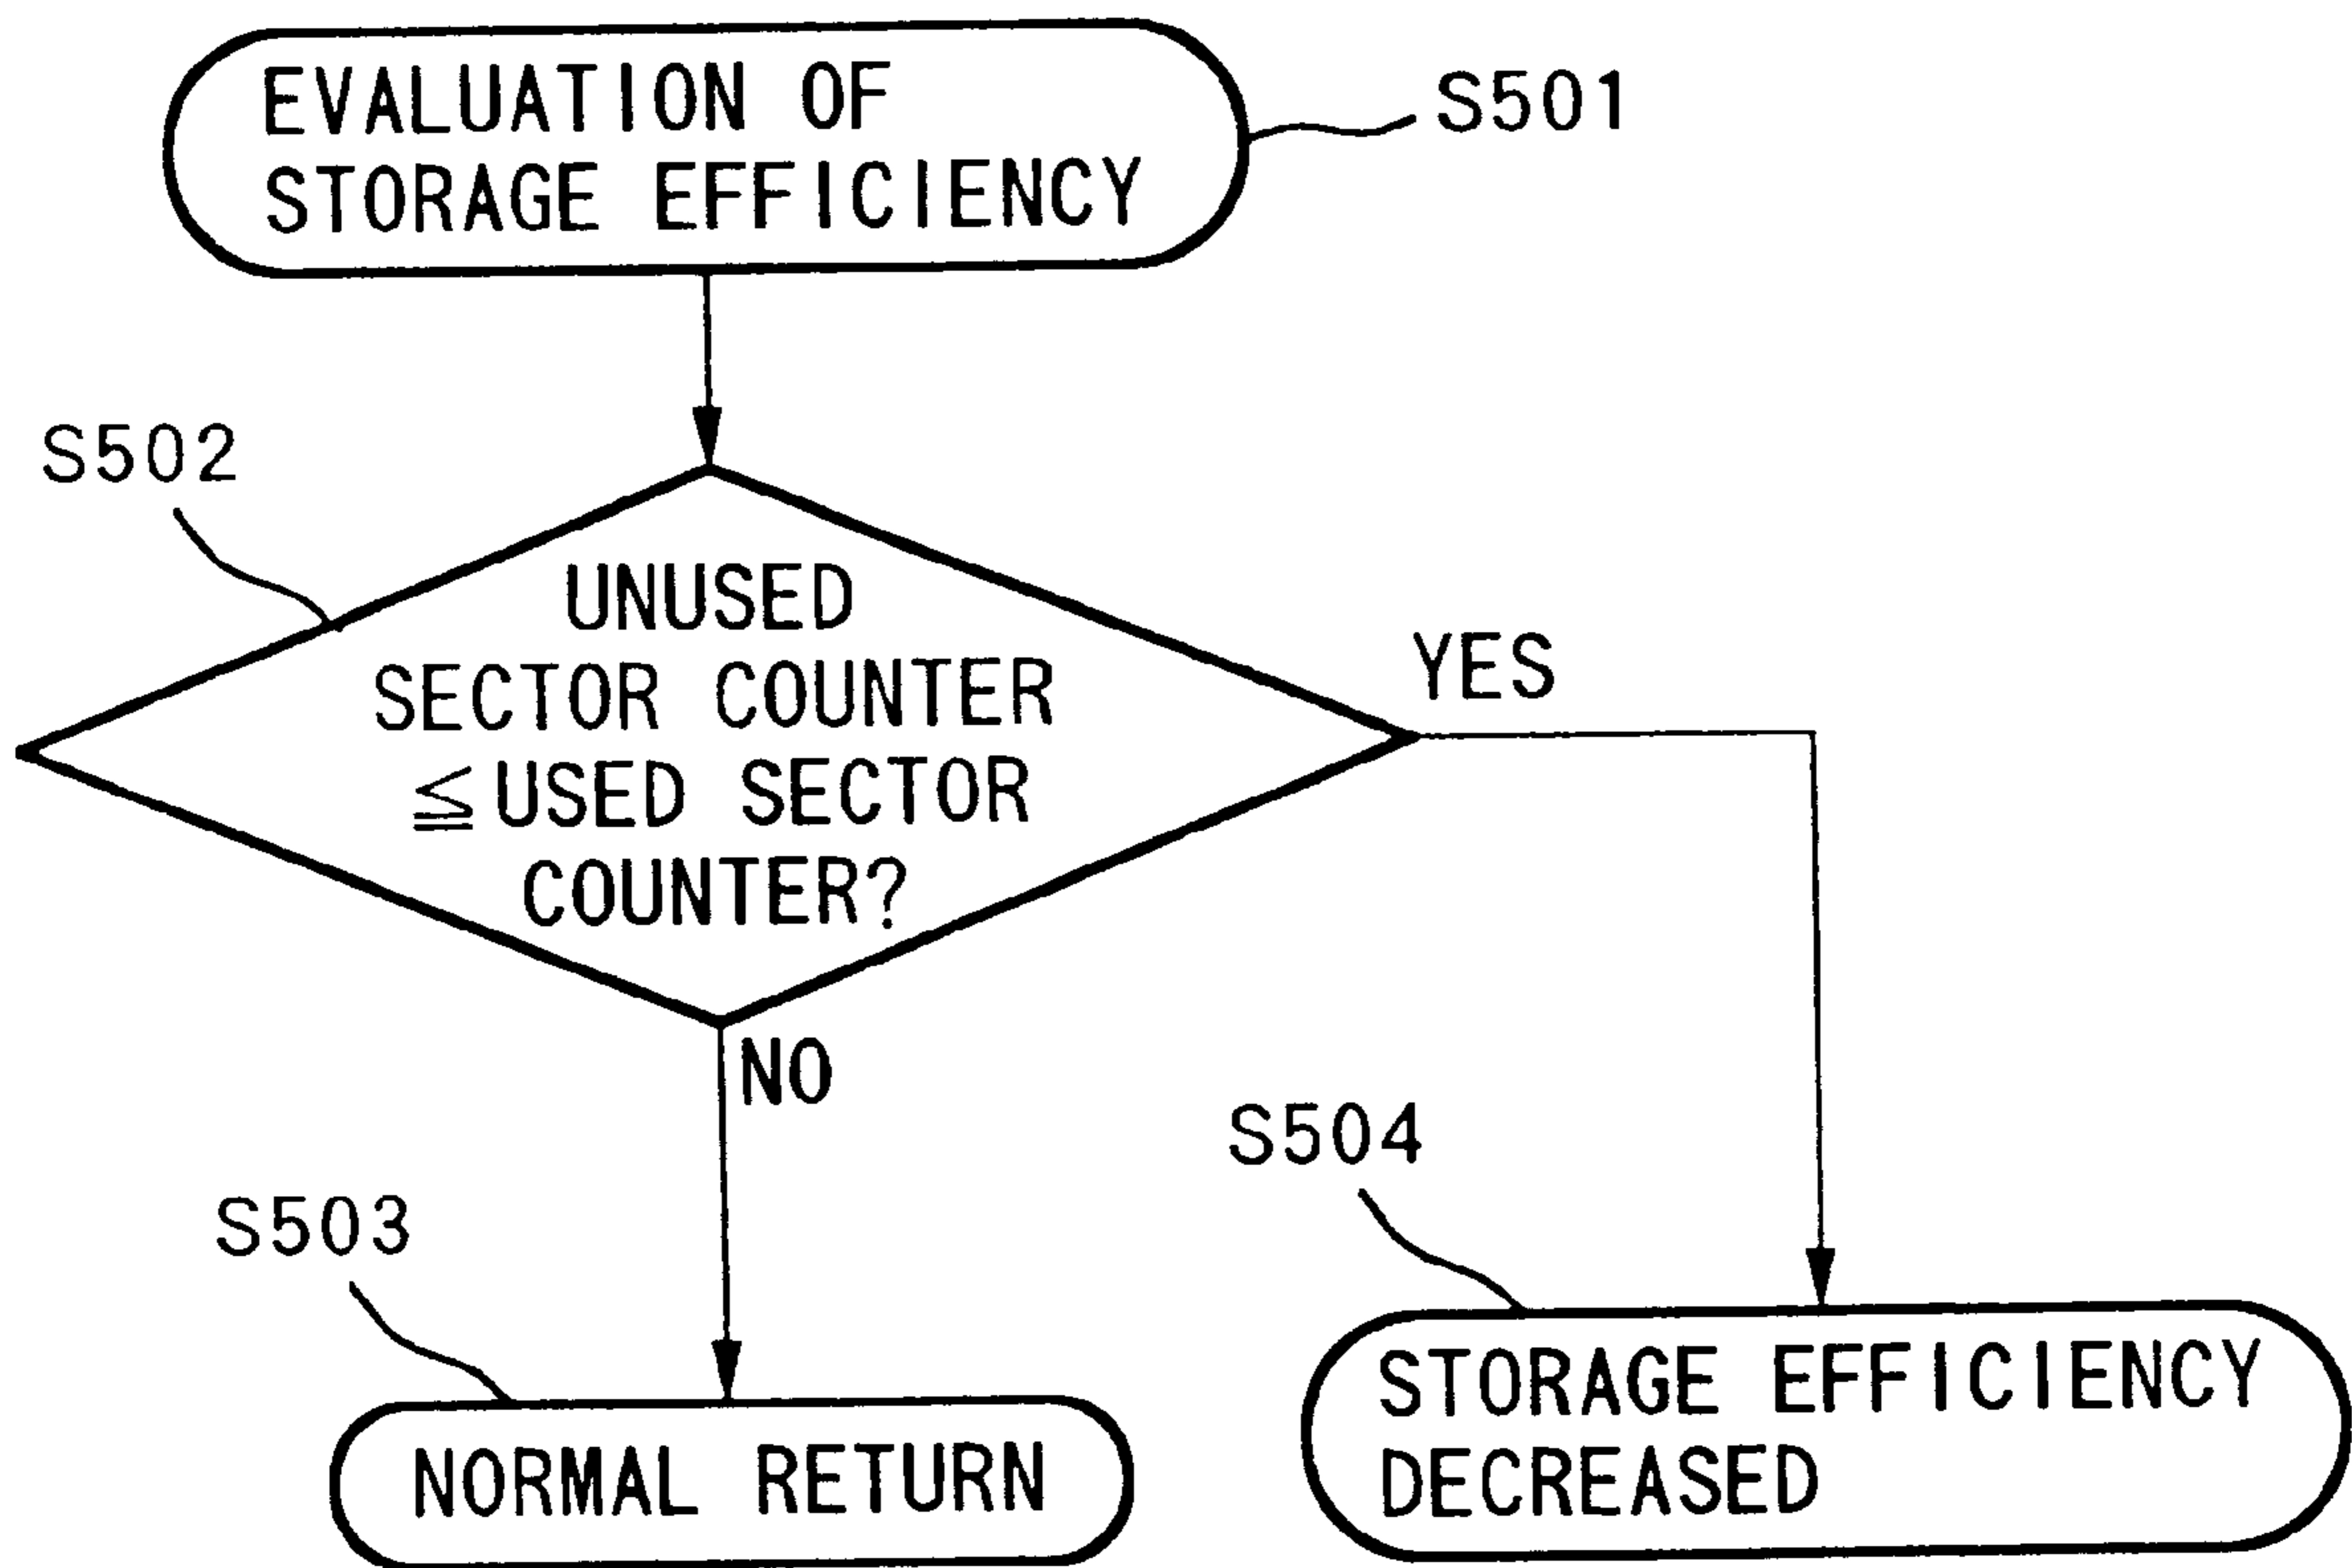 EVALUATION OF
STORAGE EFFICIENCY
S501
S502
UNUSED
SECTOR COUNTER
≦USED SECTOR
COUNTER?
YES
NO
S503
NORMAL RETURN
S504
STORAGE EFFICIENCY
DECREASED